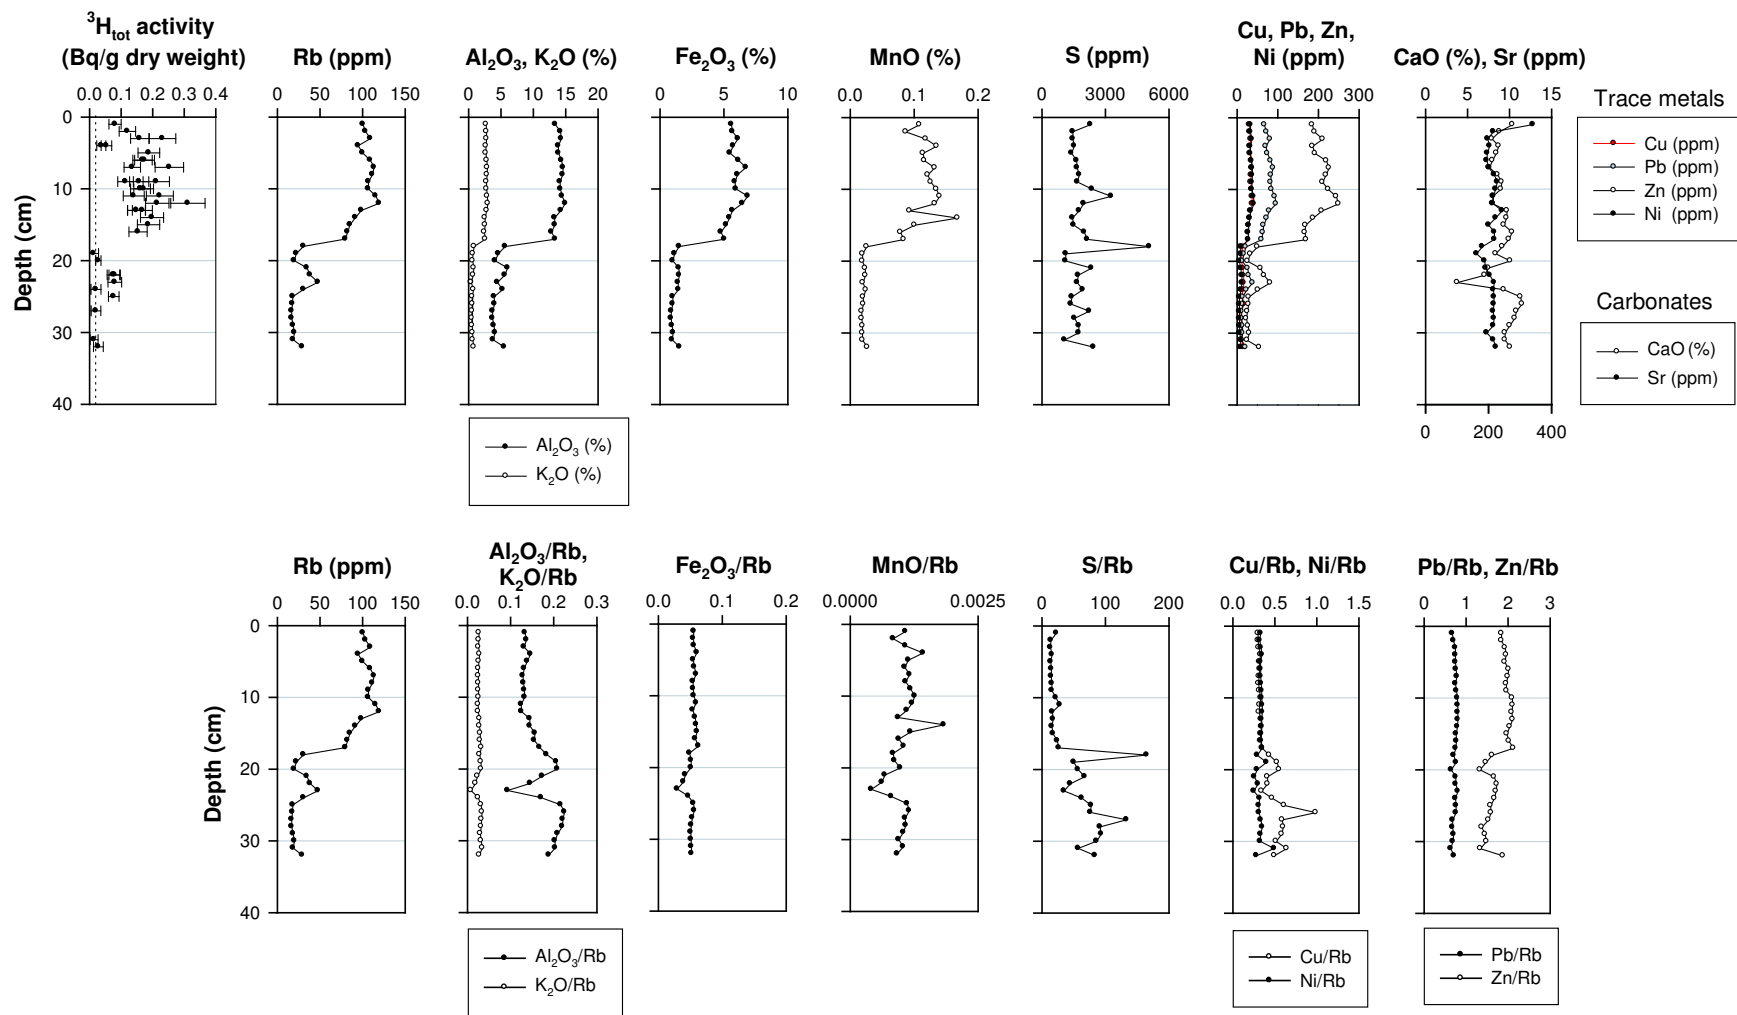 ³H_tot activity
(Bq/g dry weight)
Rb (ppm)
Al₂O₃, K₂O (%)
Fe₂O₃ (%)
MnO (%)
S (ppm)
Cu, Pb, Zn,
Ni (ppm)
CaO (%), Sr (ppm)
0.0 0.1 0.2 0.3 0.4
0 50 100 150
0 5 10 15 20
0 5 10
0.0 0.1 0.2
0 3000 6000
0 100 200 300
0 5 10 15
Depth (cm)
0
10
20
30
40
0 200 400
Trace metals
Cu (ppm)
Pb (ppm)
Zn (ppm)
Ni (ppm)
Carbonates
CaO (%)
Sr (ppm)
Al₂O₃ (%)
K₂O (%)
Rb (ppm)
Al₂O₃/Rb,
K₂O/Rb
Fe₂O₃/Rb
MnO/Rb
S/Rb
Cu/Rb, Ni/Rb
Pb/Rb, Zn/Rb
0 50 100 150
0.0 0.1 0.2 0.3
0.0 0.1 0.2
0.0000 0.0025
0 100 200
0.0 0.5 1.0 1.5
0 1 2 3
Depth (cm)
0
10
20
30
40
Al₂O₃/Rb
K₂O/Rb
Cu/Rb
Ni/Rb
Pb/Rb
Zn/Rb